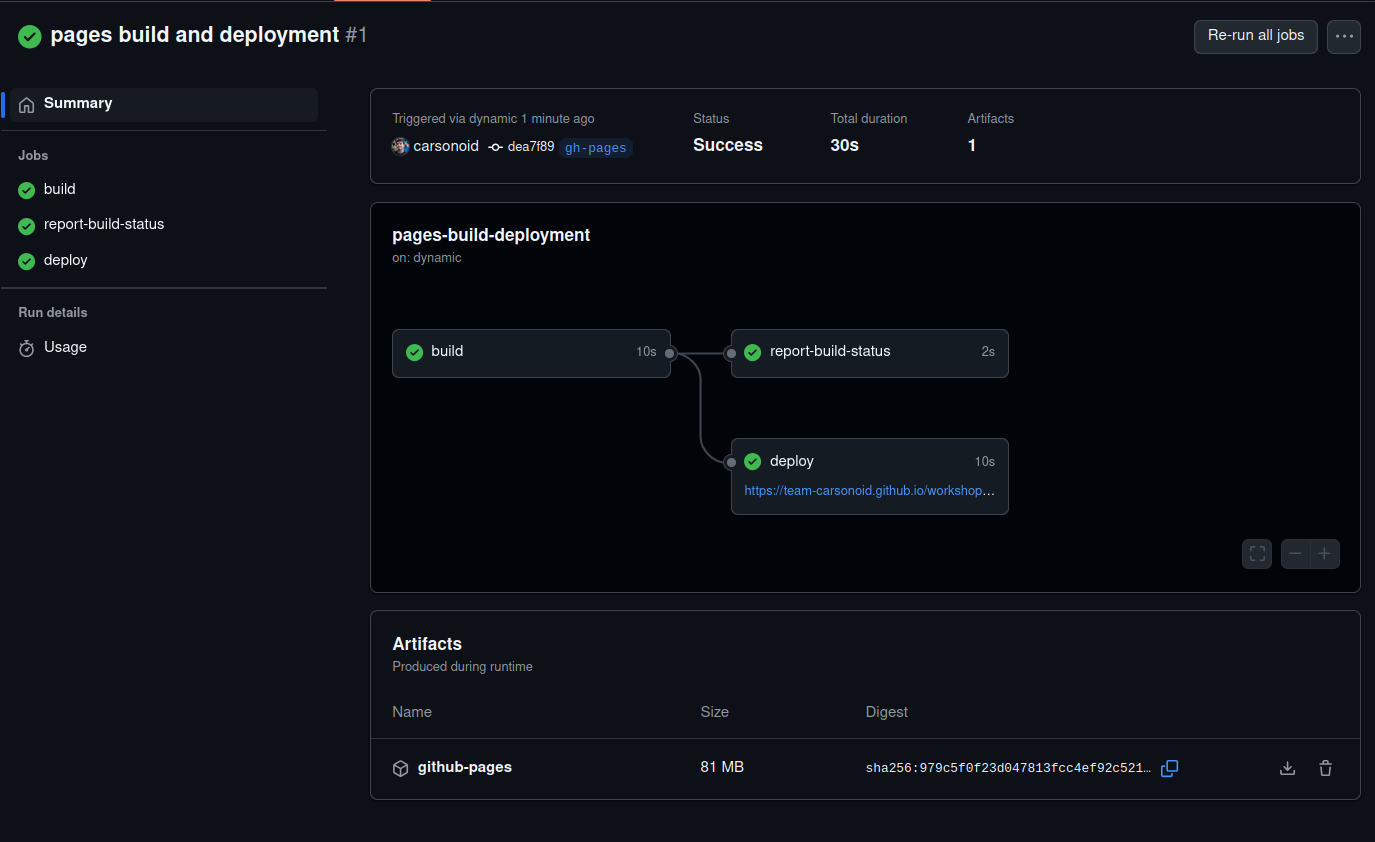 pages build and deployment #1
Re-run all jobs
Summary
Jobs
build
report-build-status
deploy
Run details
Usage
Triggered via dynamic 1 minute ago
carsonoid dea7f89 gh-pages
Status
Success
Total duration
30s
Artifacts
1
pages-build-deployment
on: dynamic
build 10s
report-build-status 2s
deploy 10s
https://team-carsonoid.github.io/workshop…
Artifacts
Produced during runtime
Name Size Digest
github-pages 81 MB sha256:979c5f0f23d047813fcc4ef92c521…